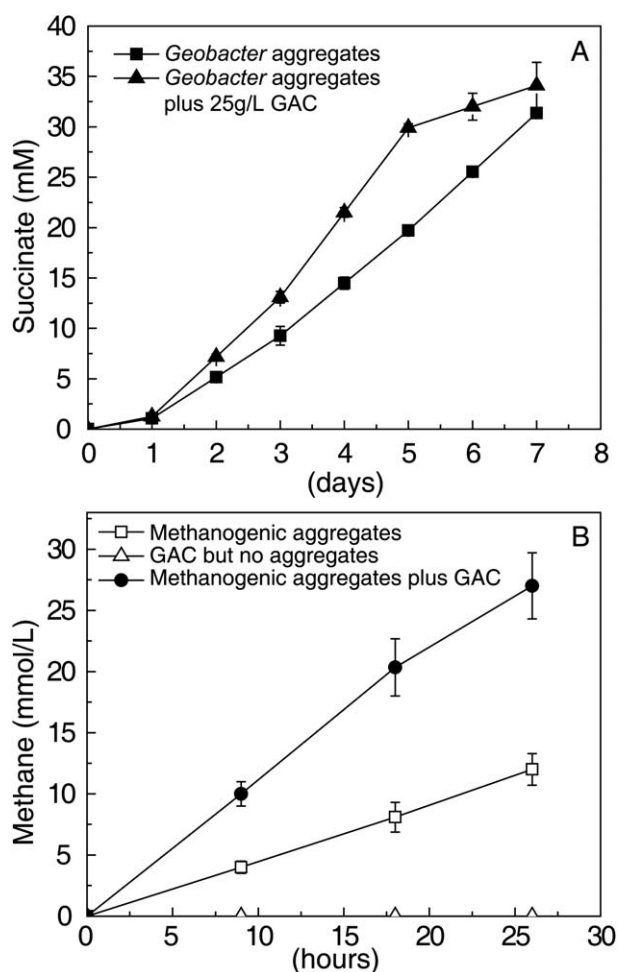 A
Geobacter aggregates
Geobacter aggregates
plus 25g/L GAC
Succinate (mM)
40
35
30
25
20
15
10
5
0
0 1 2 3 4 5 6 7 8
(days)
B
Methanogenic aggregates
GAC but no aggregates
Methanogenic aggregates plus GAC
Methane (mmol/L)
30
25
20
15
10
5
0
0 5 10 15 20 25 30
(hours)